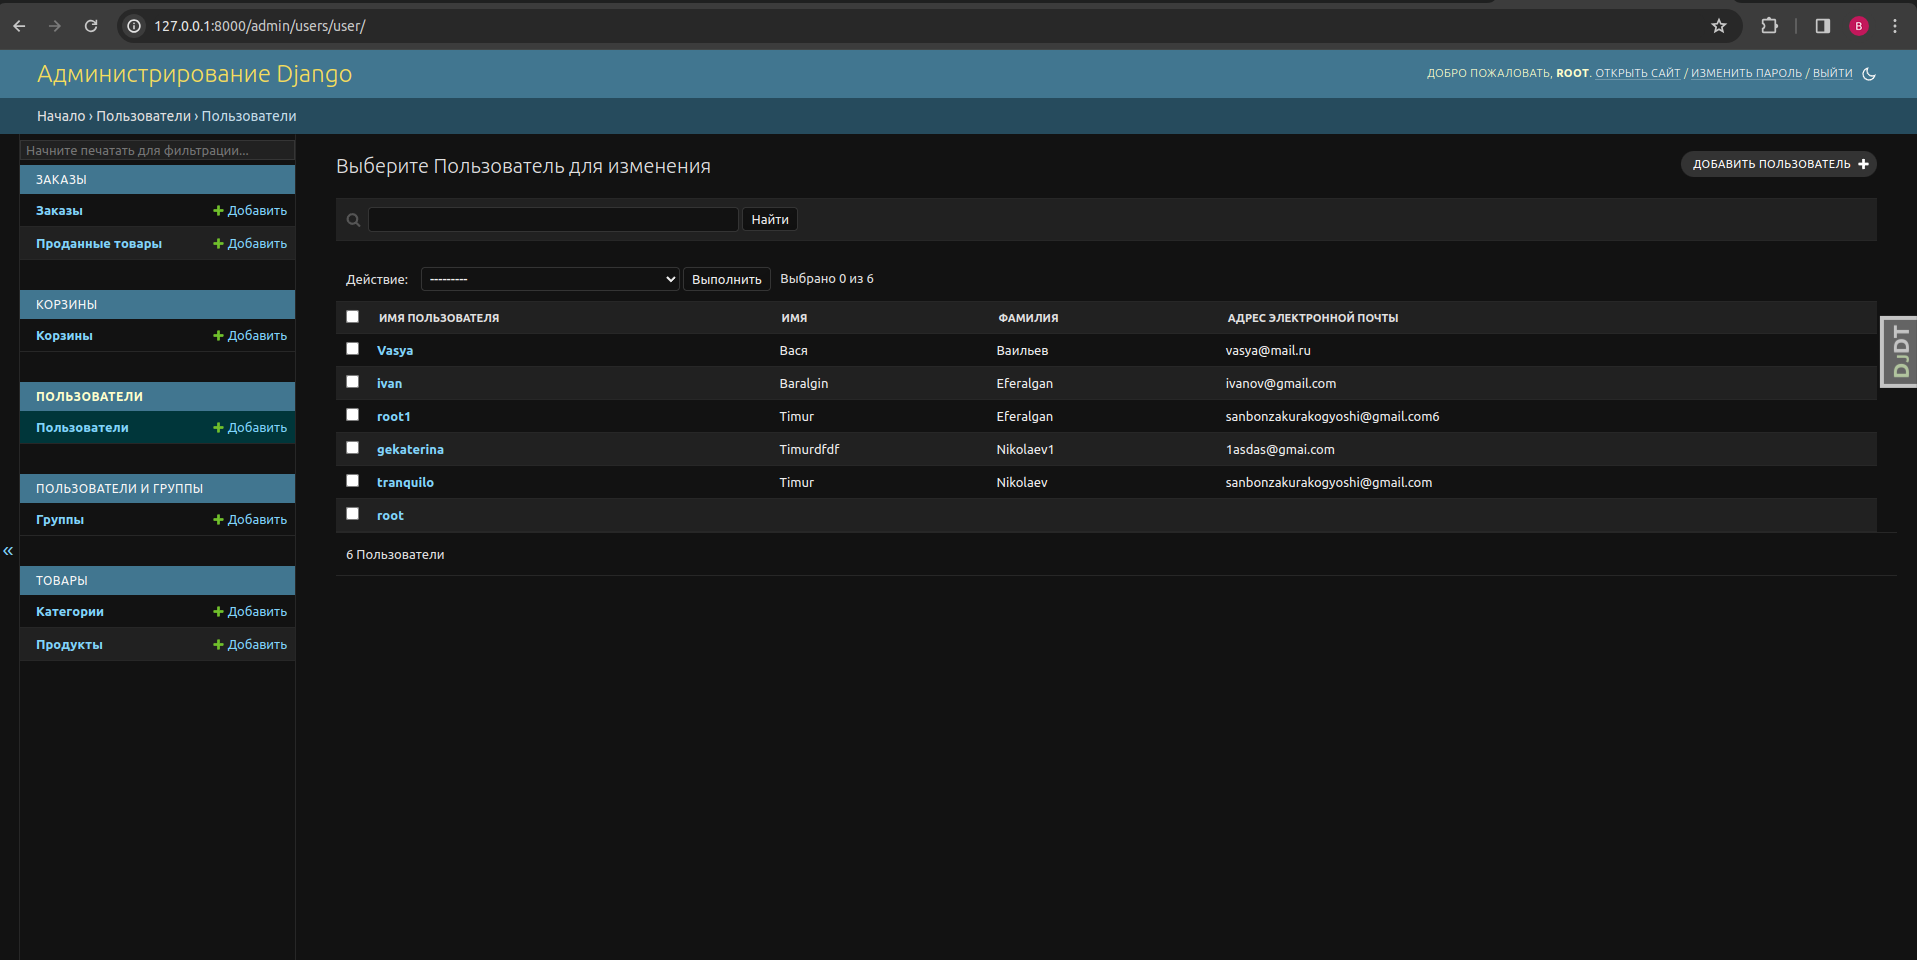 127.0.0.1:8000/admin/users/user/
B
Администрирование Django
ДОБРО ПОЖАЛОВАТЬ, ROOT. ОТКРЫТЬ САЙТ / ИЗМЕНИТЬ ПАРОЛЬ / ВЫЙТИ
Начало › Пользователи › Пользователи
Начните печатать для фильтрации...
ЗАКАЗЫ
Заказы Добавить
Проданные товары Добавить
КОРЗИНЫ
Корзины Добавить
ПОЛЬЗОВАТЕЛИ
Пользователи Добавить
ПОЛЬЗОВАТЕЛИ И ГРУППЫ
Группы Добавить
ТОВАРЫ
Категории Добавить
Продукты Добавить
«
Выберите Пользователь для изменения
ДОБАВИТЬ ПОЛЬЗОВАТЕЛЬ
Найти
Действие: --------- Выполнить Выбрано 0 из 6
ИМЯ ПОЛЬЗОВАТЕЛЯ ИМЯ ФАМИЛИЯ АДРЕС ЭЛЕКТРОННОЙ ПОЧТЫ
Vasya Вася Ваильев vasya@mail.ru
ivan Baralgin Eferalgan ivanov@gmail.com
root1 Timur Eferalgan sanbonzakurakogyoshi@gmail.com6
gekaterina Timurdfdf Nikolaev1 1asdas@gmai.com
tranquilo Timur Nikolaev sanbonzakurakogyoshi@gmail.com
root
6 Пользователи
DJDT